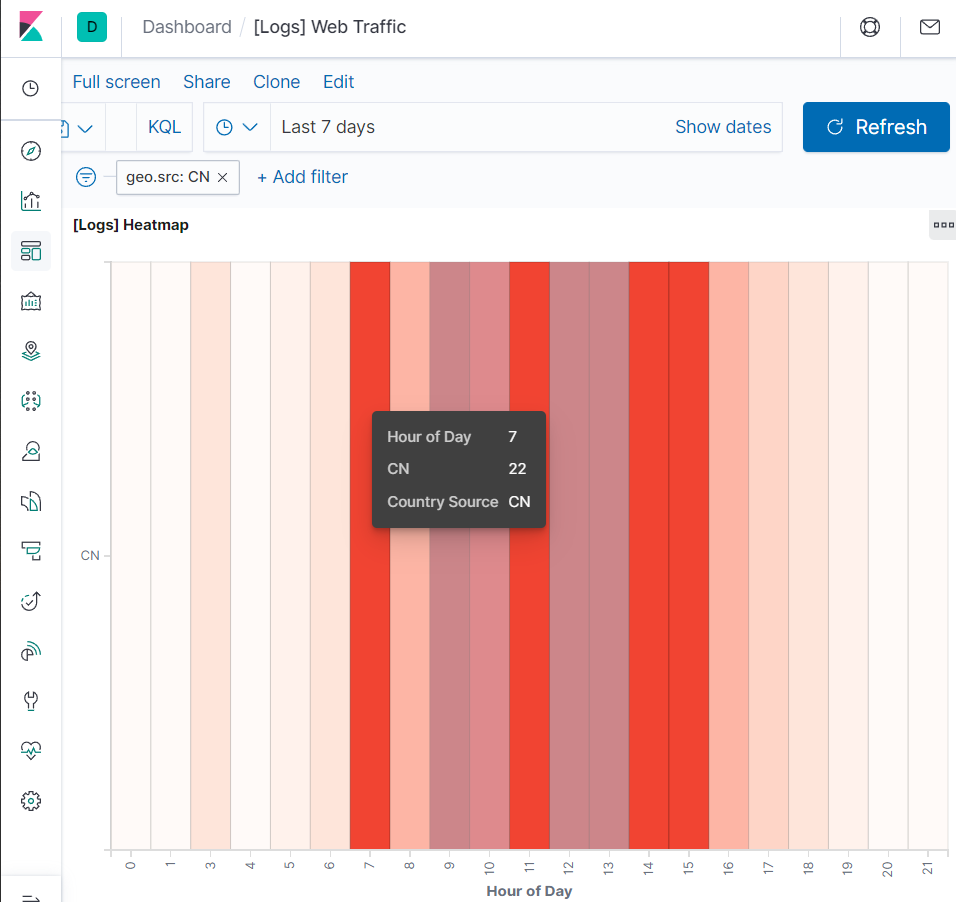 D Dashboard / [Logs] Web Traffic
Full screen Share Clone Edit
KQL Last 7 days Show dates Refresh
geo.src: CN × + Add filter
[Logs] Heatmap
Hour of Day 7
CN 22
Country Source CN
CN
0 1 3 4 5 6 7 8 9 10 11 12 13 14 15 16 17 18 19 20 21
Hour of Day